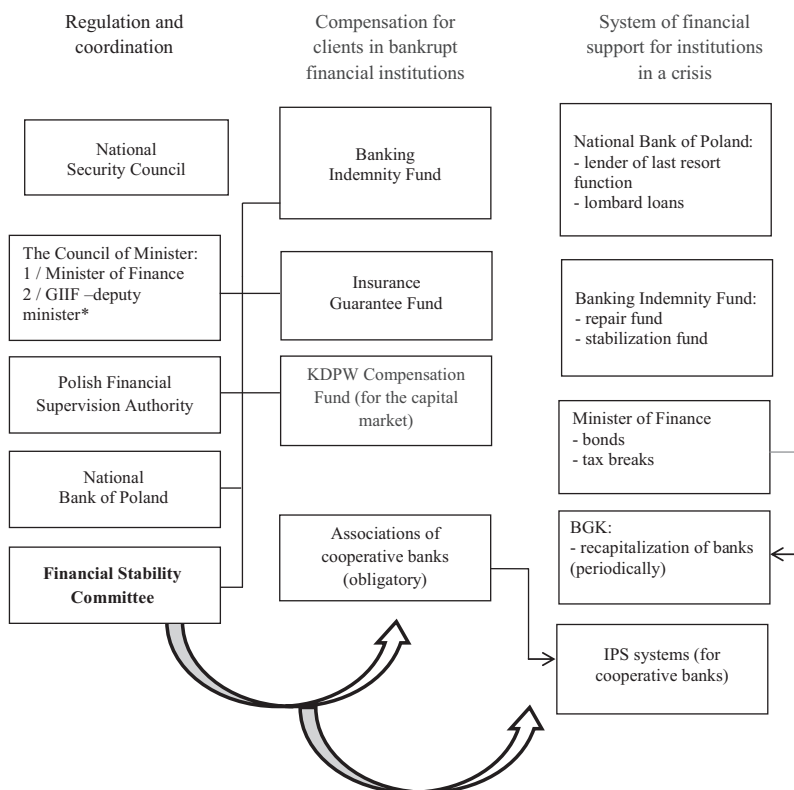 Regulation and
coordination
Compensation for
clients in bankrupt
financial institutions
System of financial
support for institutions
in a crisis
National
Security Council
The Council of Minister:
1 / Minister of Finance
2 / GIIF –deputy
minister*
Polish Financial
Supervision Authority
National
Bank of Poland
Financial Stability
Committee
Banking
Indemnity Fund
Insurance
Guarantee Fund
KDPW Compensation
Fund (for the capital
market)
Associations of
cooperative banks
(obligatory)
National Bank of Poland:
- lender of last resort
function
- lombard loans
Banking Indemnity Fund:
- repair fund
- stabilization fund
Minister of Finance
- bonds
- tax breaks
BGK:
- recapitalization of banks
(periodically)
IPS systems (for
cooperative banks)